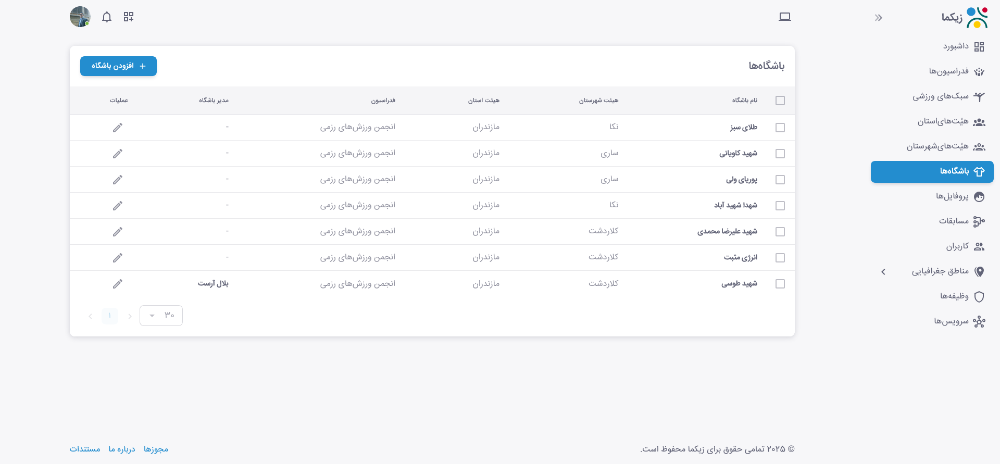 زیکما
داشبورد
فدراسیون‌ها
سبک‌های ورزشی
هیُت‌های‌استان
هیُت‌های‌شهرستان
باشگاه‌ها
پروفایل‌ها
مسابقات
کاربران
مناطق جغرافیایی
وظیفه‌ها
سرویس‌ها
باشگاه‌ها
افزودن باشگاه
نام باشگاه هیئت شهرستان هیئت استان فدراسیون مدیر باشگاه عملیات
طلای سبز نکا مازندران انجمن ورزش‌های رزمی -
شهید کاویانی ساری مازندران انجمن ورزش‌های رزمی -
پوریای ولی ساری مازندران انجمن ورزش‌های رزمی -
شهدا شهید آباد نکا مازندران انجمن ورزش‌های رزمی -
شهید علیرضا محمدی کلاردشت مازندران انجمن ورزش‌های رزمی -
انرژی مثبت کلاردشت مازندران انجمن ورزش‌های رزمی -
شهید طوسی کلاردشت مازندران انجمن ورزش‌های رزمی بلال آرست
۳۰ ۱
© ۲۰۲۵ تمامی حقوق برای زیکما محفوظ است.
مجوزها درباره ما مستندات